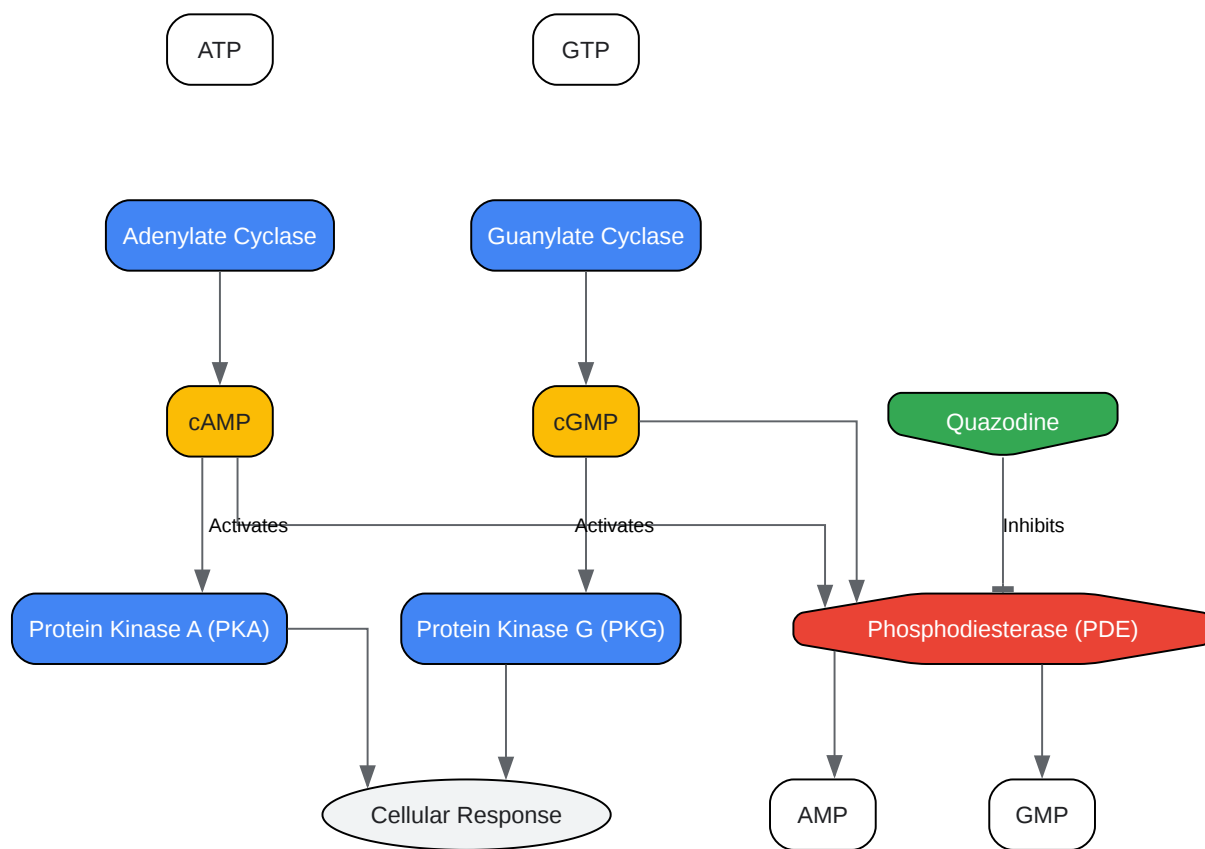 ATP
GTP
Adenylate Cyclase
Guanylate Cyclase
cAMP
cGMP
Quazodine
Activates
Activates
Inhibits
Protein Kinase A (PKA)
Protein Kinase G (PKG)
Phosphodiesterase (PDE)
Cellular Response
AMP
GMP